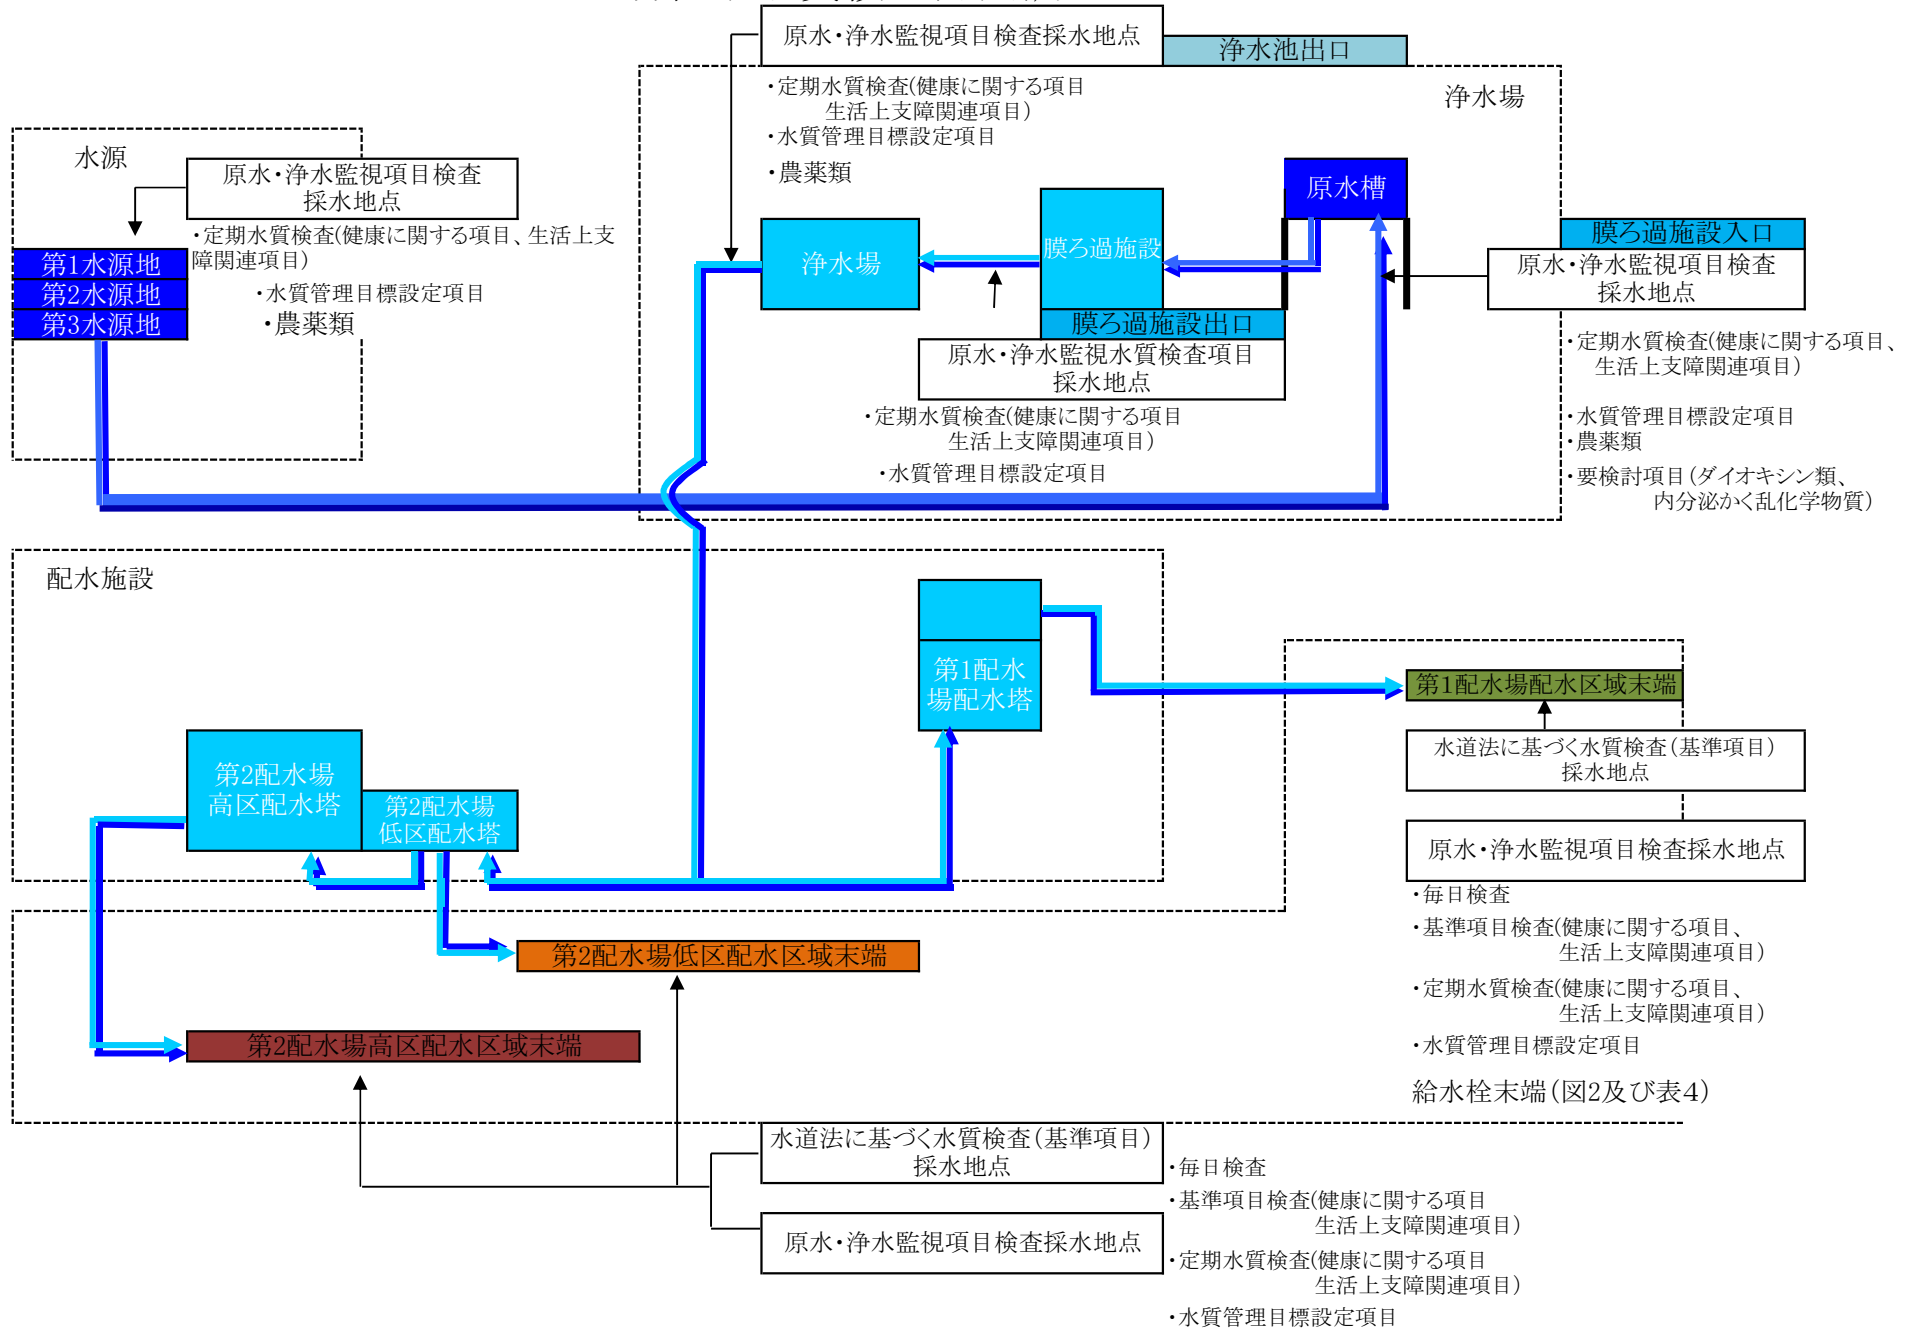 原水・浄水監視項目検査採水地点
浄水池出口
浄水場
・定期水質検査(健康に関する項目
生活上支障関連項目)
・水質管理目標設定項目
・農薬類
水源
原水・浄水監視項目検査
採水地点
・定期水質検査(健康に関する項目、生活上支
障関連項目)
・水質管理目標設定項目
・農薬類
第1水源地
第2水源地
第3水源地
原水槽
膜ろ過施設
浄水場
膜ろ過施設出口
原水・浄水監視水質検査項目
採水地点
・定期水質検査(健康に関する項目
生活上支障関連項目)
・水質管理目標設定項目
膜ろ過施設入口
原水・浄水監視項目検査
採水地点
・定期水質検査(健康に関する項目、
生活上支障関連項目)
・水質管理目標設定項目
・農薬類
・要検討項目(ダイオキシン類、
内分泌かく乱化学物質)
配水施設
第1配水
場配水塔
第2配水場
高区配水塔
第2配水場
低区配水塔
第1配水場配水区域末端
水道法に基づく水質検査(基準項目)
採水地点
原水・浄水監視項目検査採水地点
・毎日検査
・基準項目検査(健康に関する項目、
生活上支障関連項目)
・定期水質検査(健康に関する項目、
生活上支障関連項目)
・水質管理目標設定項目
給水栓末端(図2及び表4)
第2配水場低区配水区域末端
第2配水場高区配水区域末端
水道法に基づく水質検査(基準項目)
採水地点
原水・浄水監視項目検査採水地点
・毎日検査
・基準項目検査(健康に関する項目
生活上支障関連項目)
・定期水質検査(健康に関する項目
生活上支障関連項目)
・水質管理目標設定項目